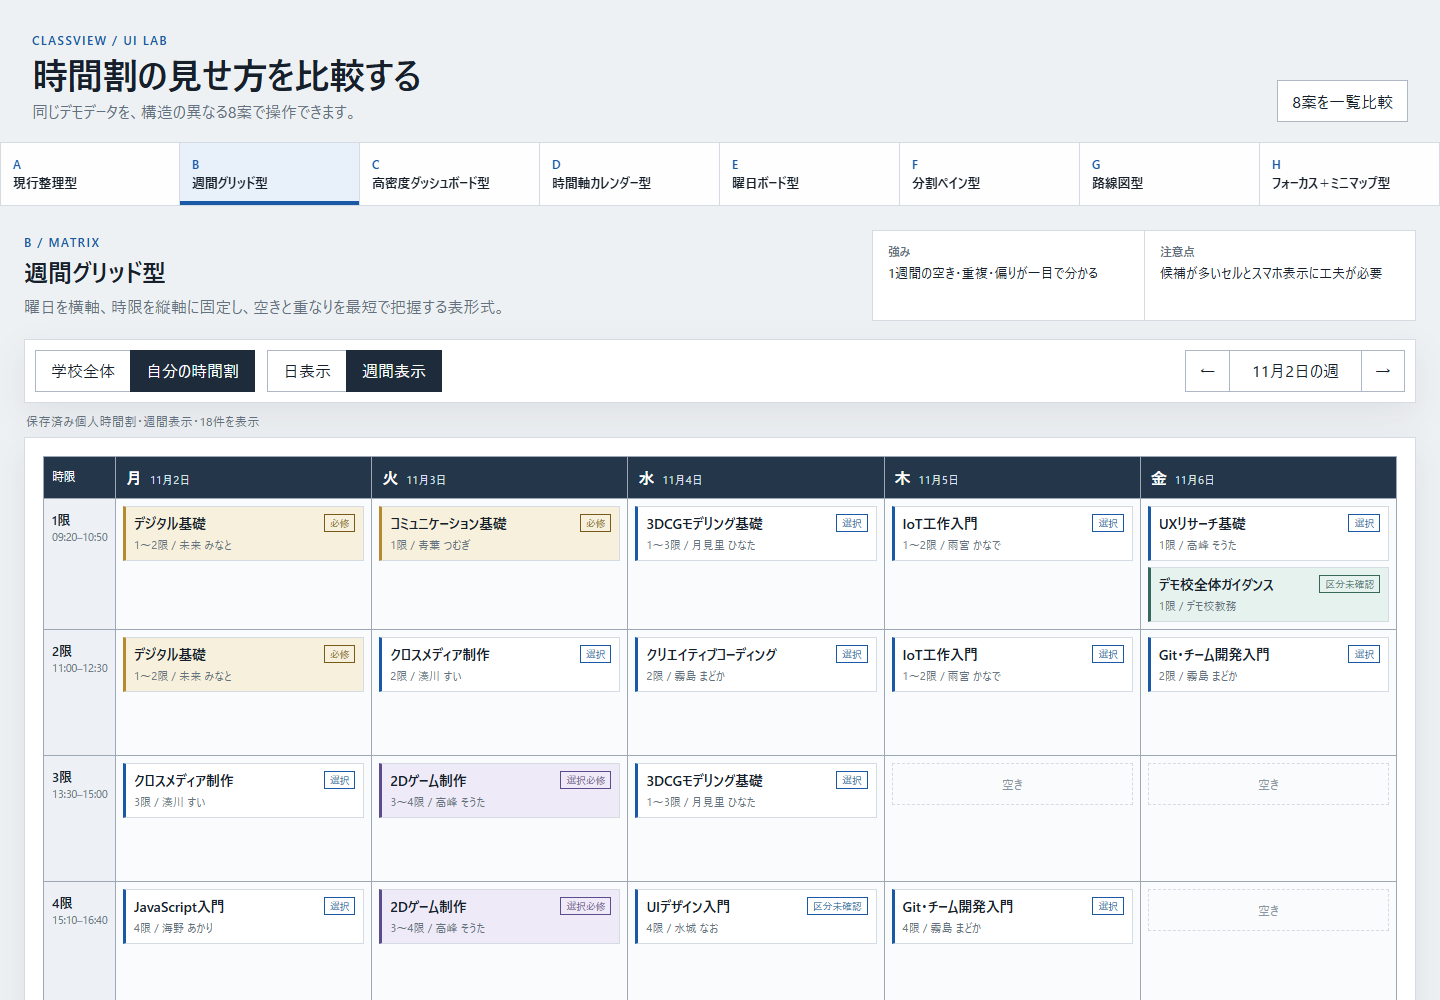 CLASSVIEW / UI LAB
時間割の見せ方を比較する
同じデモデータを、構造の異なる8案で操作できます。
8案を一覧比較
A
現行整理型
B
週間グリッド型
C
高密度ダッシュボード型
D
時間軸カレンダー型
E
曜日ボード型
F
分割ペイン型
G
路線図型
H
フォーカス＋ミニマップ型
B / MATRIX
週間グリッド型
曜日を横軸、時限を縦軸に固定し、空きと重なりを最短で把握する表形式。
強み
1週間の空き・重複・偏りが一目で分かる
注意点
候補が多いセルとスマホ表示に工夫が必要
学校全体
自分の時間割
日表示
週間表示
←
11月2日の週
→
保存済み個人時間割・週間表示・18件を表示
時限
月 11月2日
火 11月3日
水 11月4日
木 11月5日
金 11月6日
1限
09:20–10:50
デジタル基礎 必修
1〜2限 / 未来 みなと
コミュニケーション基礎 必修
1限 / 青葉 つむぎ
3DCGモデリング基礎 選択
1〜3限 / 月見里 ひなた
IoT工作入門 選択
1〜2限 / 雨宮 かなで
UXリサーチ基礎 選択
1限 / 高峰 そうた
デモ校全体ガイダンス 区分未確認
1限 / デモ校教務
2限
11:00–12:30
デジタル基礎 必修
1〜2限 / 未来 みなと
クロスメディア制作 選択
2限 / 湊川 すい
クリエイティブコーディング 選択
2限 / 霧島 まどか
IoT工作入門 選択
1〜2限 / 雨宮 かなで
Git・チーム開発入門 選択
2限 / 霧島 まどか
3限
13:30–15:00
クロスメディア制作 選択
3限 / 湊川 すい
2Dゲーム制作 選択必修
3〜4限 / 高峰 そうた
3DCGモデリング基礎 選択
1〜3限 / 月見里 ひなた
空き
空き
4限
15:10–16:40
JavaScript入門 選択
4限 / 海野 あかり
2Dゲーム制作 選択必修
3〜4限 / 高峰 そうた
UIデザイン入門 区分未確認
4限 / 水城 なお
Git・チーム開発入門 選択
4限 / 霧島 まどか
空き